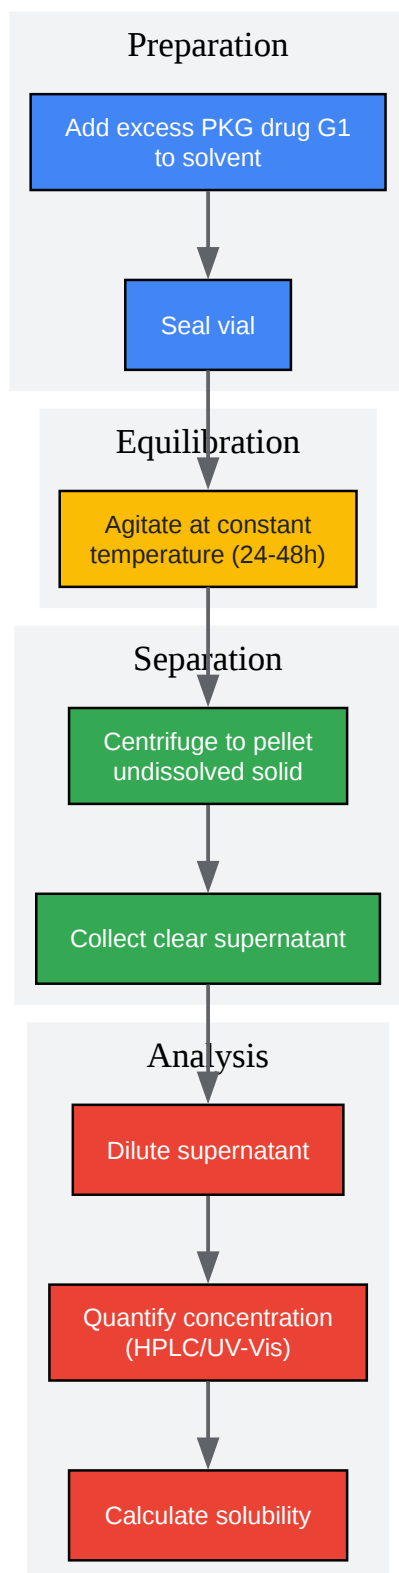 Preparation
Add excess PKG drug G1
to solvent
Seal vial
Equilibration
Agitate at constant
temperature (24-48h)
Separation
Centrifuge to pellet
undissolved solid
Collect clear supernatant
Analysis
Dilute supernatant
Quantify concentration
(HPLC/UV-Vis)
Calculate solubility